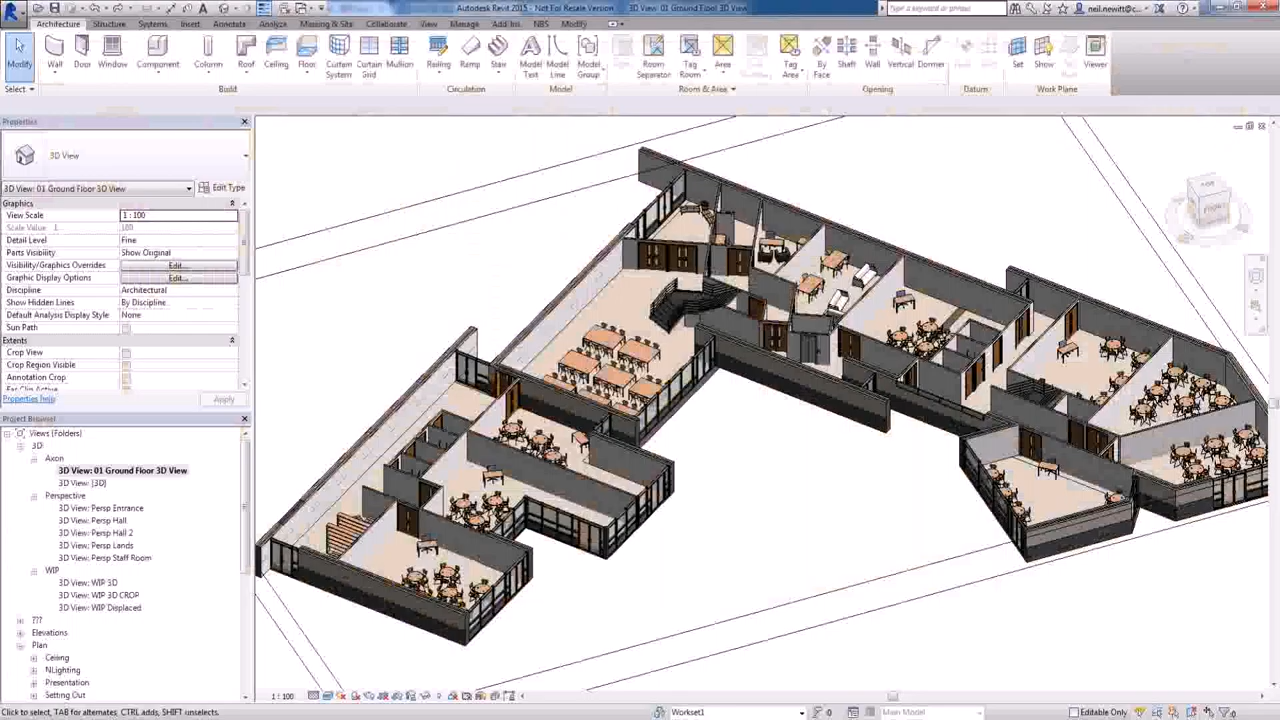 Autodesk Revit 2015 - Not For Resale Version - 3D View: 01 Ground Floor 3D View
Type a keyword or phrase
neil.newitt@c...
Architecture Structure Systems Insert Annotate Analyze Massing & Site Collaborate View Manage Add-Ins NBS Modify
Modify Wall Door Window Component Column Roof Ceiling Floor Curtain System Curtain Grid Mullion Railing Ramp Stair Model Text Model Line Model Group Room Separator Tag Room Area Tag Area By Face Shaft Wall Vertical Dormer Set Show Viewer
Select Build Circulation Model Room & Area Opening Datum Work Plane
Properties
3D View
3D View: 01 Ground Floor 3D View
Edit Type
Graphics
View Scale 1 : 100
Scale Value 1: 100
Detail Level Fine
Parts Visibility Show Original
Visibility/Graphics Overrides Edit...
Graphic Display Options Edit...
Discipline Architectural
Show Hidden Lines By Discipline
Default Analysis Display Style None
Sun Path
Extents
Crop View
Crop Region Visible
Annotation Crop
Far Clip Active
Properties help
Apply
Project Browser
Views (Folders)
3D
Axon
3D View: 01 Ground Floor 3D View
3D View: {3D}
Perspective
3D View: Persp Entrance
3D View: Persp Hall
3D View: Persp Hall 2
3D View: Persp Lands
3D View: Persp Staff Room
WIP
3D View: WIP 3D
3D View: WIP 3D CROP
3D View: WIP Displaced
???
Elevations
Plan
Ceiling
NLighting
Presentation
Setting Out
1 : 100
Click to select, TAB for alternates, CTRL adds, SHIFT unselects.
Workset1
:0
Main Model
Editable Only
:0